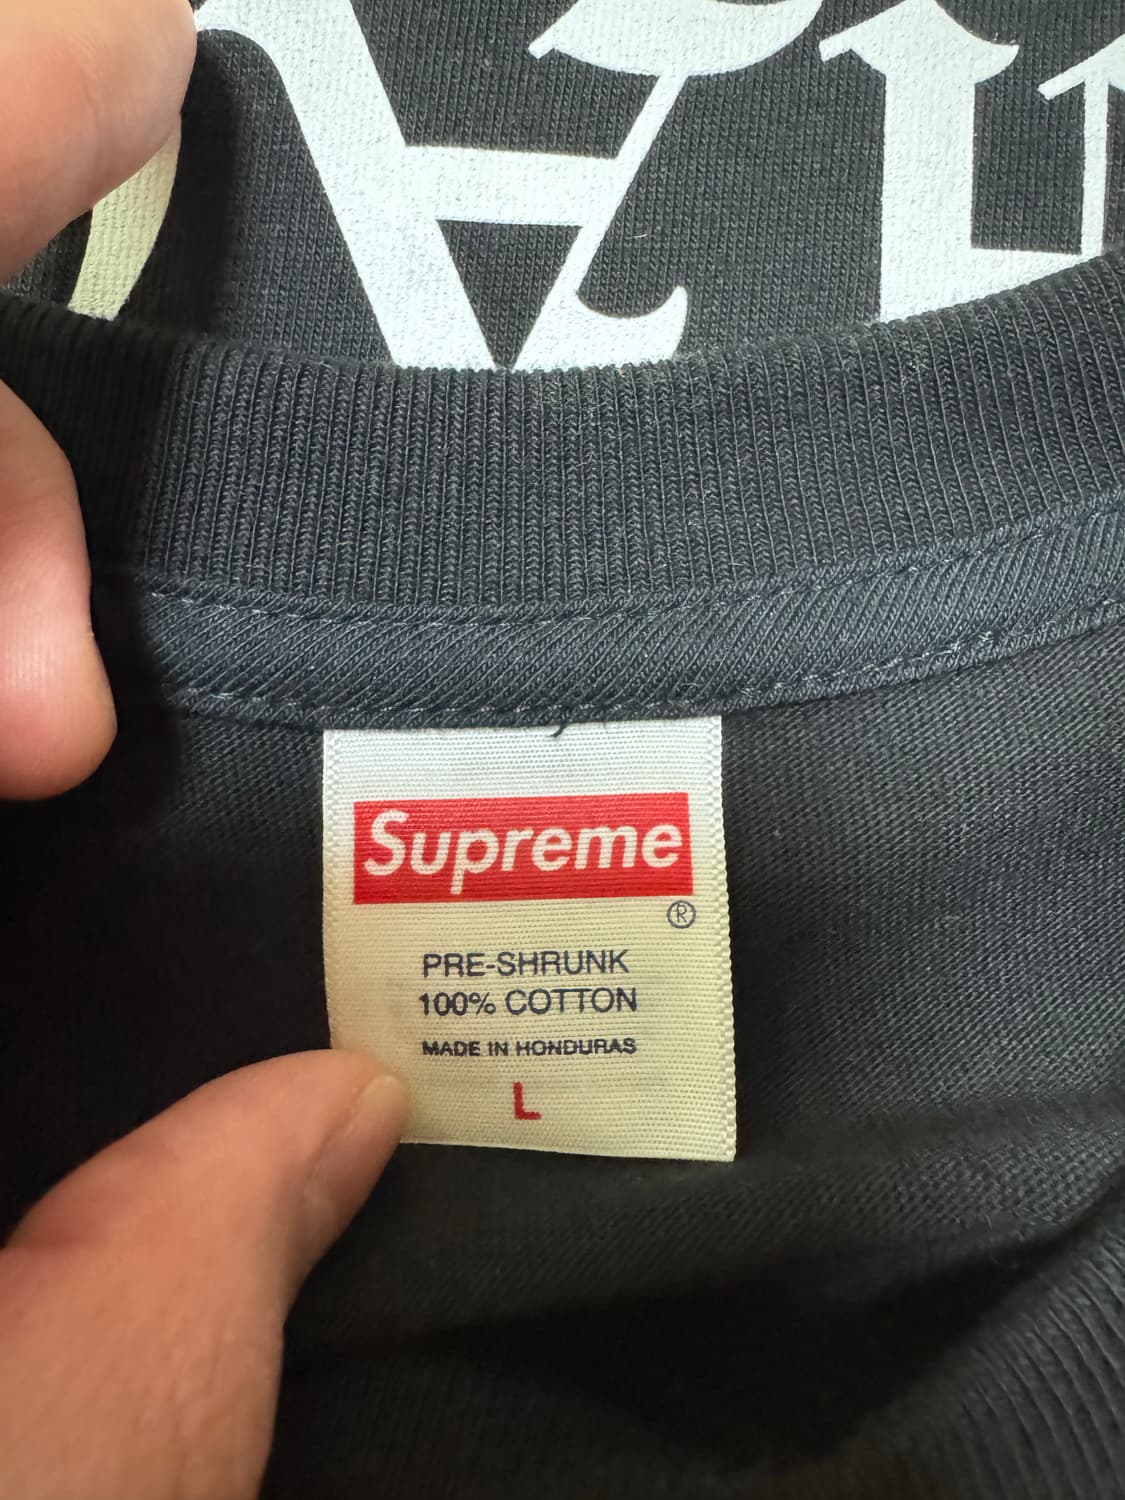 Supreme
®
PRE-SHRUNK
100% COTTON
MADE IN HONDURAS
L